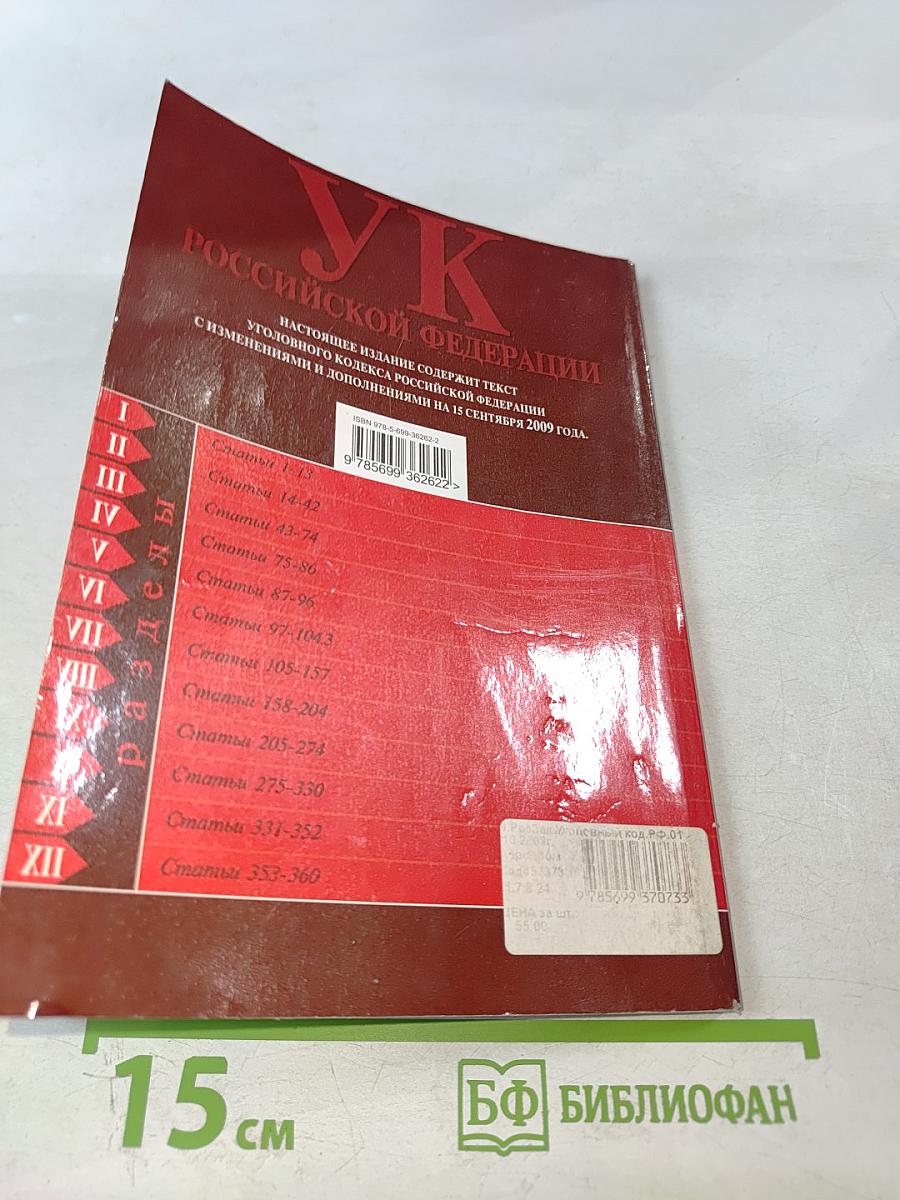 УК
РОССИЙСКОЙ ФЕДЕРАЦИИ
НАСТОЯЩЕЕ ИЗДАНИЕ СОДЕРЖИТ ТЕКСТ
УГОЛОВНОГО КОДЕКСА РОССИЙСКОЙ ФЕДЕРАЦИИ
С ИЗМЕНЕНИЯМИ И ДОПОЛНЕНИЯМИ НА 15 СЕНТЯБРЯ 2009 ГОДА.
ISBN 978-5-699-36262-2
9 785699 362622 >
разделы
I Статьи 1-13
II Статьи 14-42
III Статьи 43-74
IV Статьи 75-86
V Статьи 87-96
VI Статьи 97-104.3
VII Статьи 105-157
VIII Статьи 158-204
Статьи 205-274
Статьи 275-330
XI Статьи 331-352
XII Статьи 353-360
код.РФ.01
9 785699 370733
ЦЕНА за шт.:
55.00
15 см
БФ БИБЛИОФАН